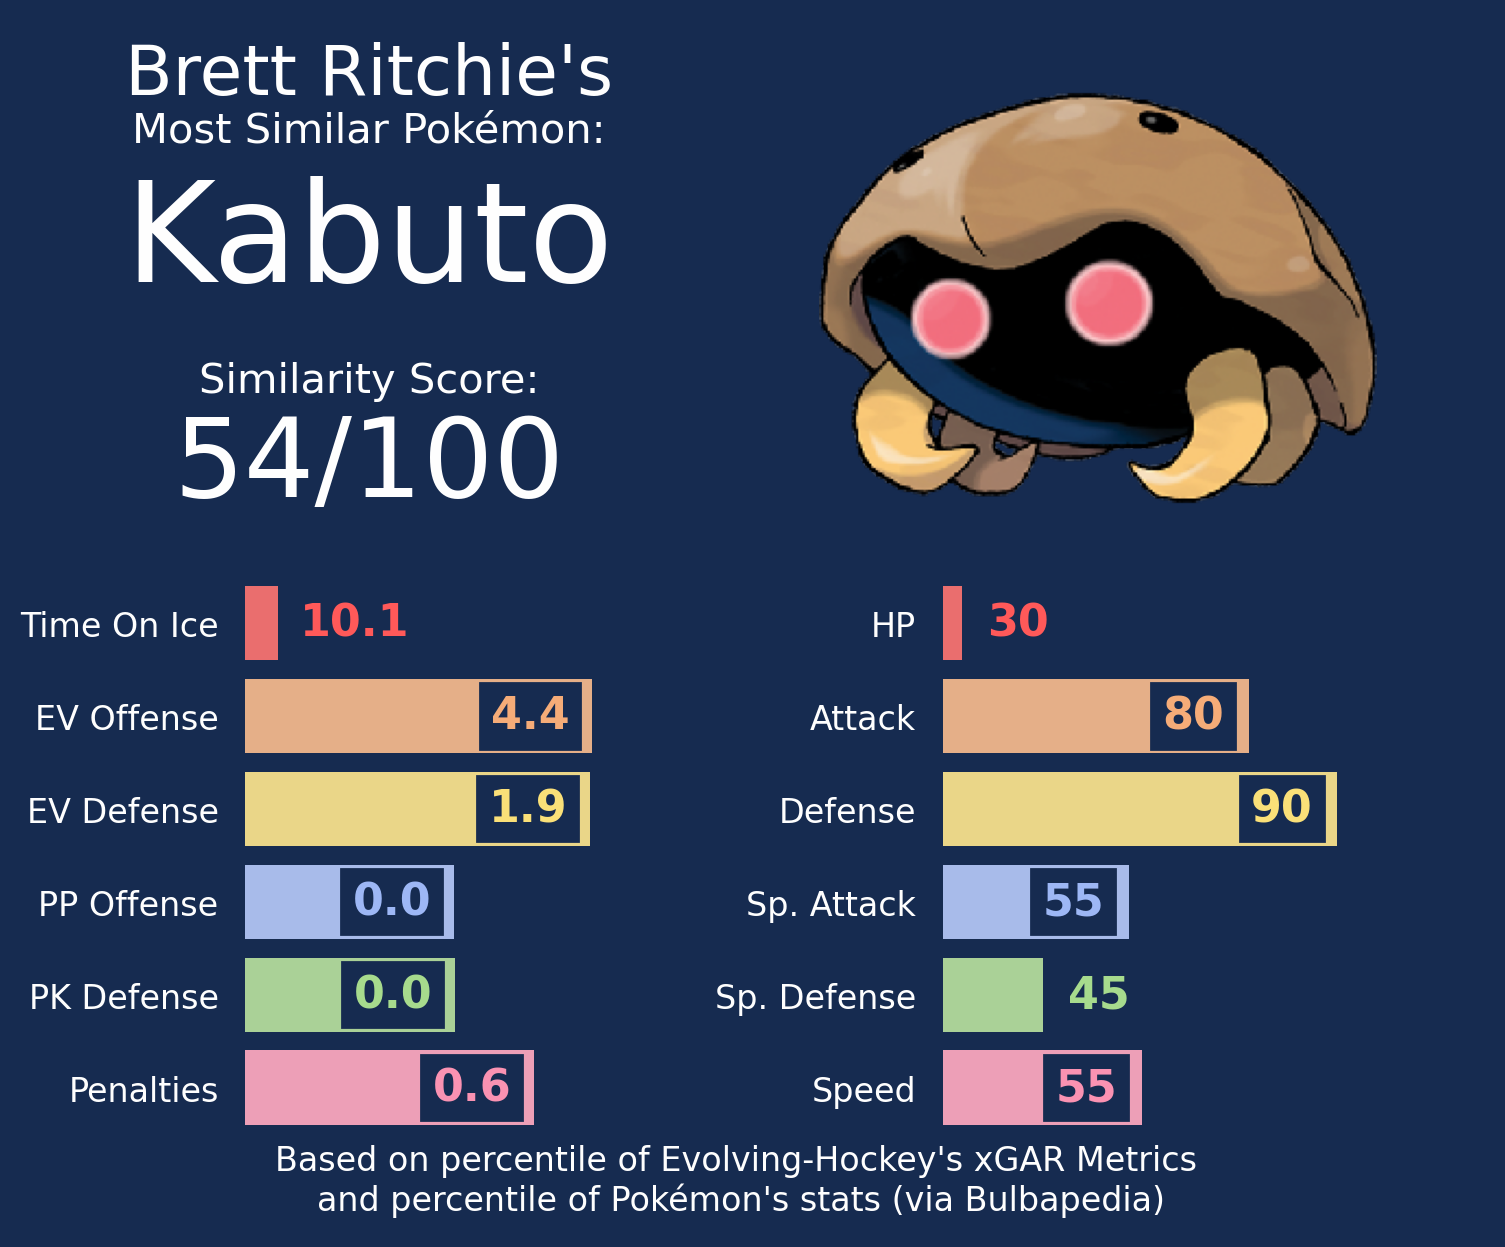 Brett Ritchie's
Most Similar Pokémon:
Kabuto
Similarity Score:
54/100
Time On Ice 10.1
EV Offense 4.4
EV Defense 1.9
PP Offense 0.0
PK Defense 0.0
Penalties 0.6
HP 30
Attack 80
Defense 90
Sp. Attack 55
Sp. Defense 45
Speed 55
Based on percentile of Evolving-Hockey's xGAR Metrics
and percentile of Pokémon's stats (via Bulbapedia)